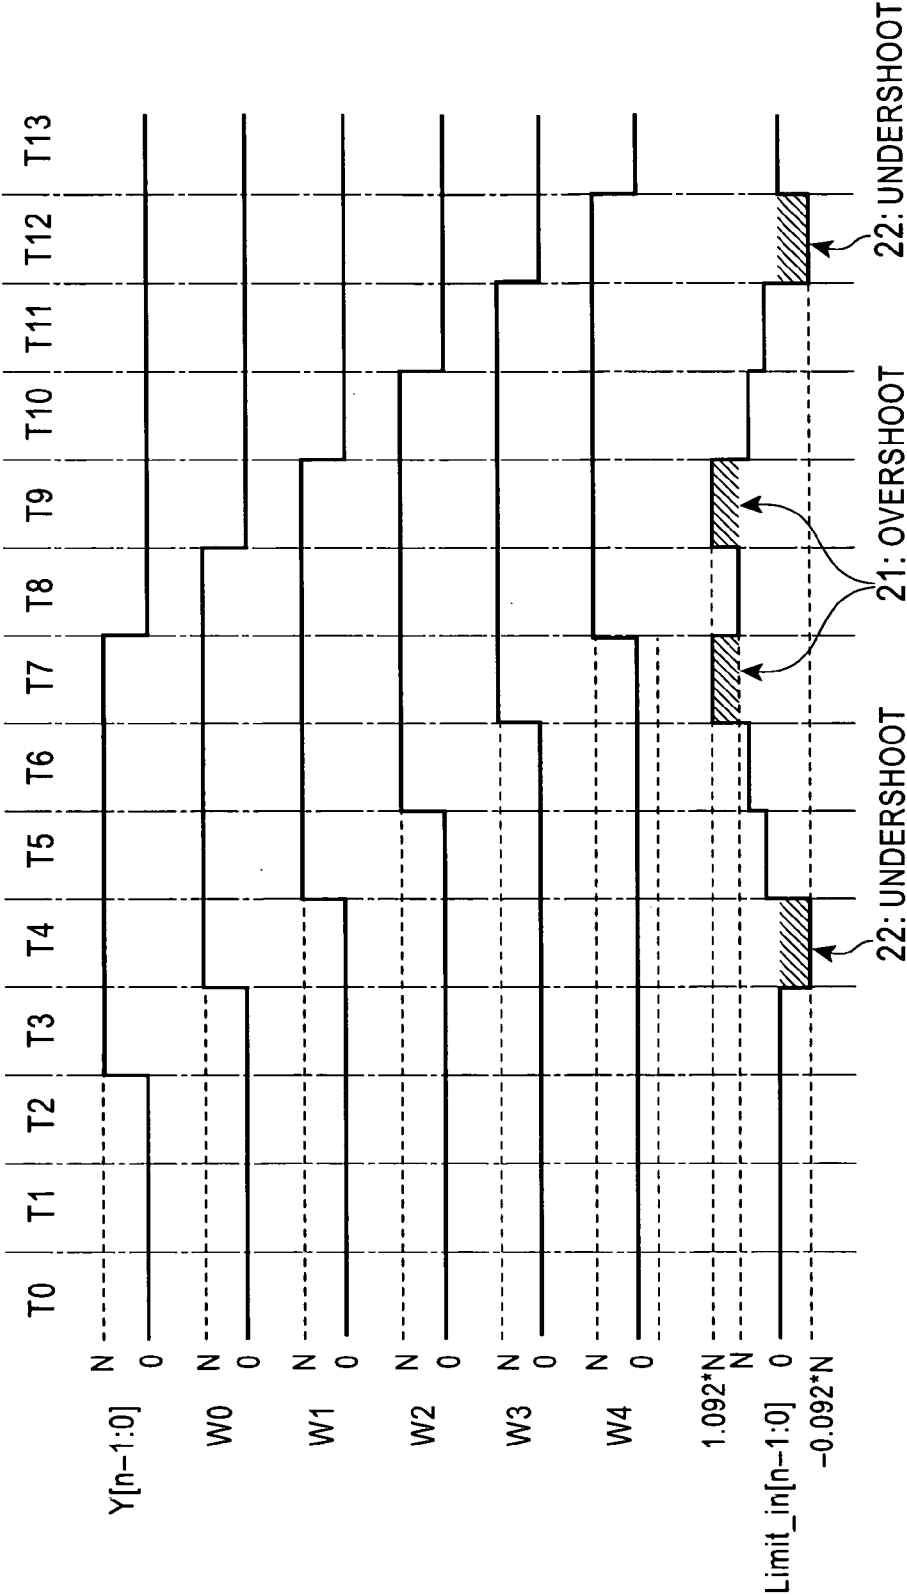 T0 T1 T2 T3 T4 T5 T6 T7 T8 T9 T10 T11 T12 T13
N
Y[n-1:0]
0
N
W0
0
N
W1
0
N
W2
0
N
W3
0
N
W4
0
1.092*N
N
Limit_in[n-1:0]
0
-0.092*N
22: UNDERSHOOT
21: OVERSHOOT
22: UNDERSHOOT